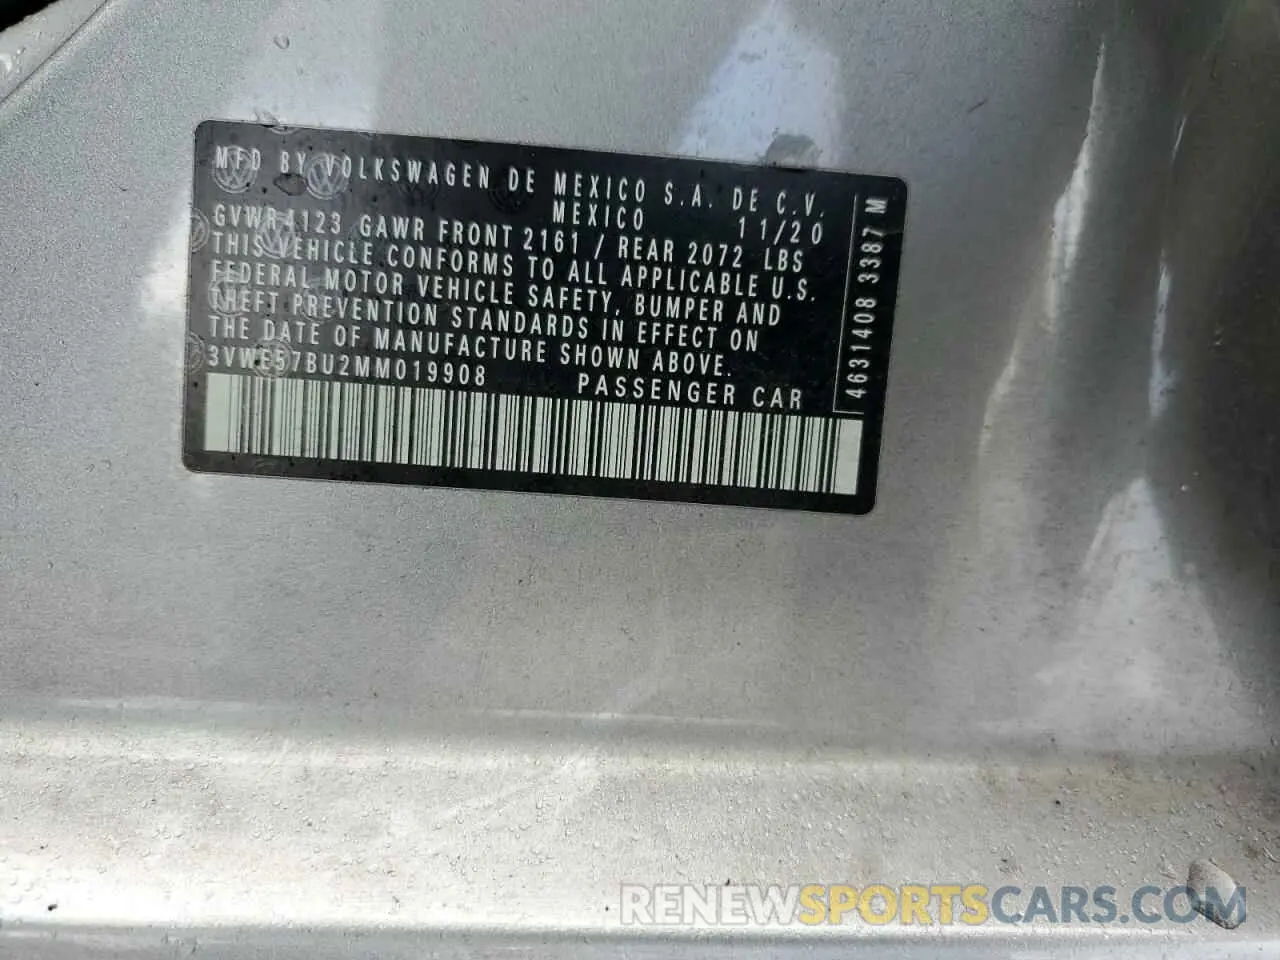 MFD BY VOLKSWAGEN DE MEXICO S.A. DE C.V.
MEXICO 11/20
GVWR4123 GAWR FRONT 2161 / REAR 2072 LBS
THIS VEHICLE CONFORMS TO ALL APPLICABLE U.S.
FEDERAL MOTOR VEHICLE SAFETY, BUMPER AND
THEFT PREVENTION STANDARDS IN EFFECT ON
THE DATE OF MANUFACTURE SHOWN ABOVE.
3VWE57BU2MM019908 PASSENGER CAR
4631408 3387 M
RENEWSPORTSCARS.COM